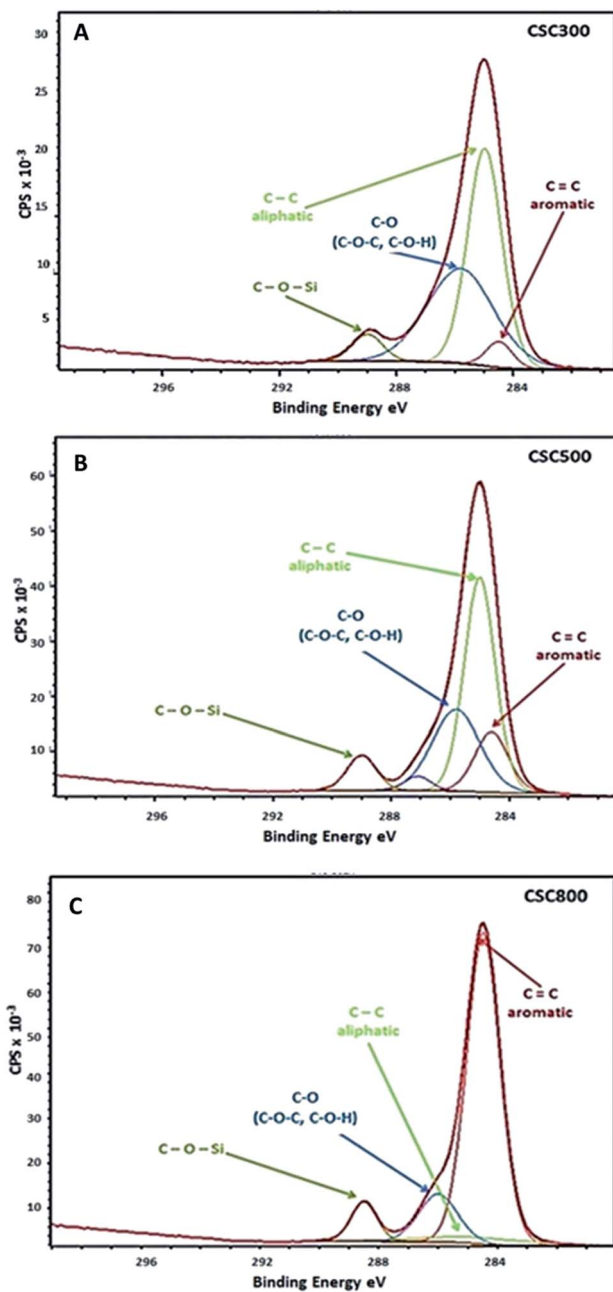 A
CSC300
30
25
20
15
10
5
CPS x 10-3
C – C
aliphatic
C = C
aromatic
C-O
(C-O-C, C-O-H)
C – O – Si
296
292
288
284
Binding Energy eV
B
CSC500
60
50
40
30
20
10
CPS x 10-3
C – C
aliphatic
C-O
(C-O-C, C-O-H)
C = C
aromatic
C – O – Si
296
292
288
284
Binding Energy eV
C
CSC800
80
70
60
50
40
30
20
10
CPS x 10-3
C = C
aromatic
C – C
aliphatic
C-O
(C-O-C, C-O-H)
C – O – Si
296
292
288
284
Binding Energy eV